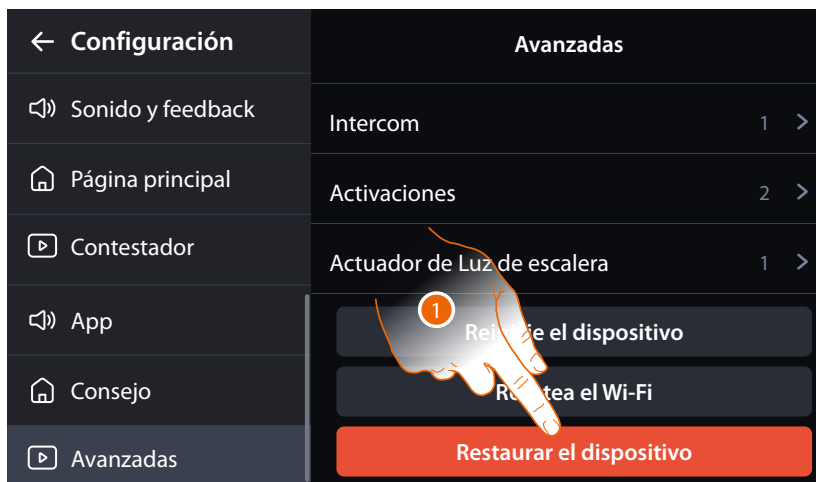 Configuración
Sonido y feedback
Página principal
Contestador
App
Consejo
Avanzadas
Avanzadas
Intercom 1
Activaciones 2
Actuador de Luz de escalera 1
1
el dispositivo
el Wi-Fi
Restaurar el dispositivo